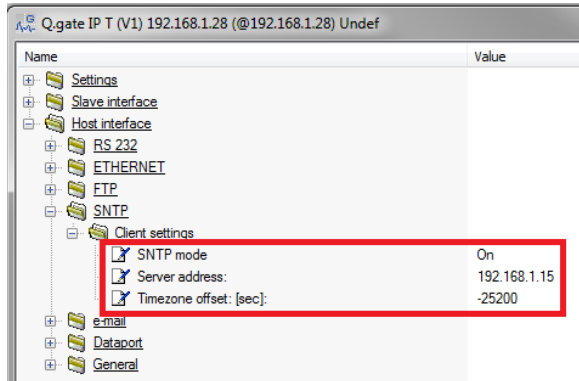 Q.gate IP T (V1) 192.168.1.28 (@192.168.1.28) Undef
Name Value
Settings
Slave interface
Host interface
RS 232
ETHERNET
FTP
SNTP
Client settings
SNTP mode On
Server address: 192.168.1.15
Timezone offset: [sec]: -25200
e-mail
Dataport
General